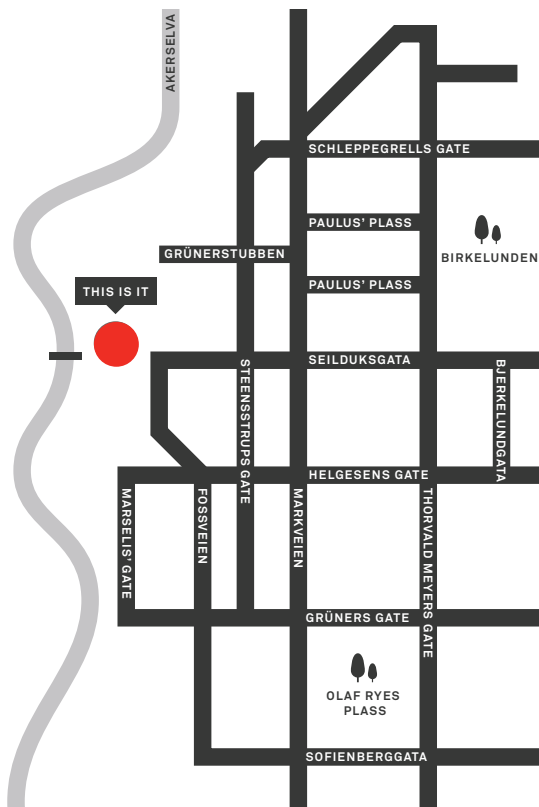 AKERSELVA
SCHLEPPEGRELLS GATE
PAULUS' PLASS
GRÜNERSTUBBEN
BIRKELUNDEN
THIS IS IT
PAULUS' PLASS
SEILDUKSGATA
STEENSSTRUPS GATE
BJERKELUNDGATA
HELGESENS GATE
MARSELIS' GATE
FOSSVEIEN
MARKVEIEN
THORVALD MEYERS GATE
GRÜNERS GATE
OLAF RYES
PLASS
SOFIENBERGGATA